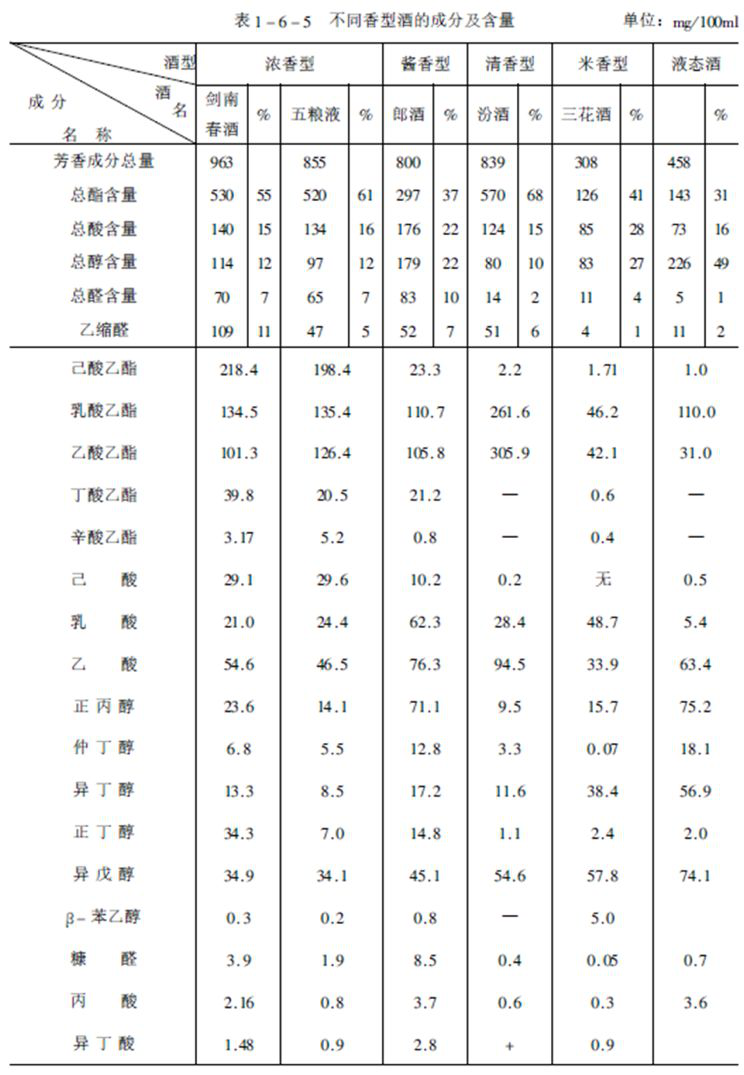 表1-6-5 不同香型酒的成分及含量 单位：mg/100ml
酒型 浓香型 酱香型 清香型 米香型 液态酒
成分 酒名 剑南春酒 % 五粮液 % 郎酒 % 汾酒 % 三花酒 % %
名 称
芳香成分总量 963 855 800 839 308 458
总酯含量 530 55 520 61 297 37 570 68 126 41 143 31
总酸含量 140 15 134 16 176 22 124 15 85 28 73 16
总醇含量 114 12 97 12 179 22 80 10 83 27 226 49
总醛含量 70 7 65 7 83 10 14 2 11 4 5 1
乙缩醛 109 11 47 5 52 7 51 6 4 1 11 2
己酸乙酯 218.4 198.4 23.3 2.2 1.71 1.0
乳酸乙酯 134.5 135.4 110.7 261.6 46.2 110.0
乙酸乙酯 101.3 126.4 105.8 305.9 42.1 31.0
丁酸乙酯 39.8 20.5 21.2 — 0.6 —
辛酸乙酯 3.17 5.2 0.8 — 0.4 —
己 酸 29.1 29.6 10.2 0.2 无 0.5
乳 酸 21.0 24.4 62.3 28.4 48.7 5.4
乙 酸 54.6 46.5 76.3 94.5 33.9 63.4
正丙醇 23.6 14.1 71.1 9.5 15.7 75.2
仲丁醇 6.8 5.5 12.8 3.3 0.07 18.1
异丁醇 13.3 8.5 17.2 11.6 38.4 56.9
正丁醇 34.3 7.0 14.8 1.1 2.4 2.0
异戊醇 34.9 34.1 45.1 54.6 57.8 74.1
β-苯乙醇 0.3 0.2 0.8 — 5.0
糠 醛 3.9 1.9 8.5 0.4 0.05 0.7
丙 酸 2.16 0.8 3.7 0.6 0.3 3.6
异丁酸 1.48 0.9 2.8 + 0.9